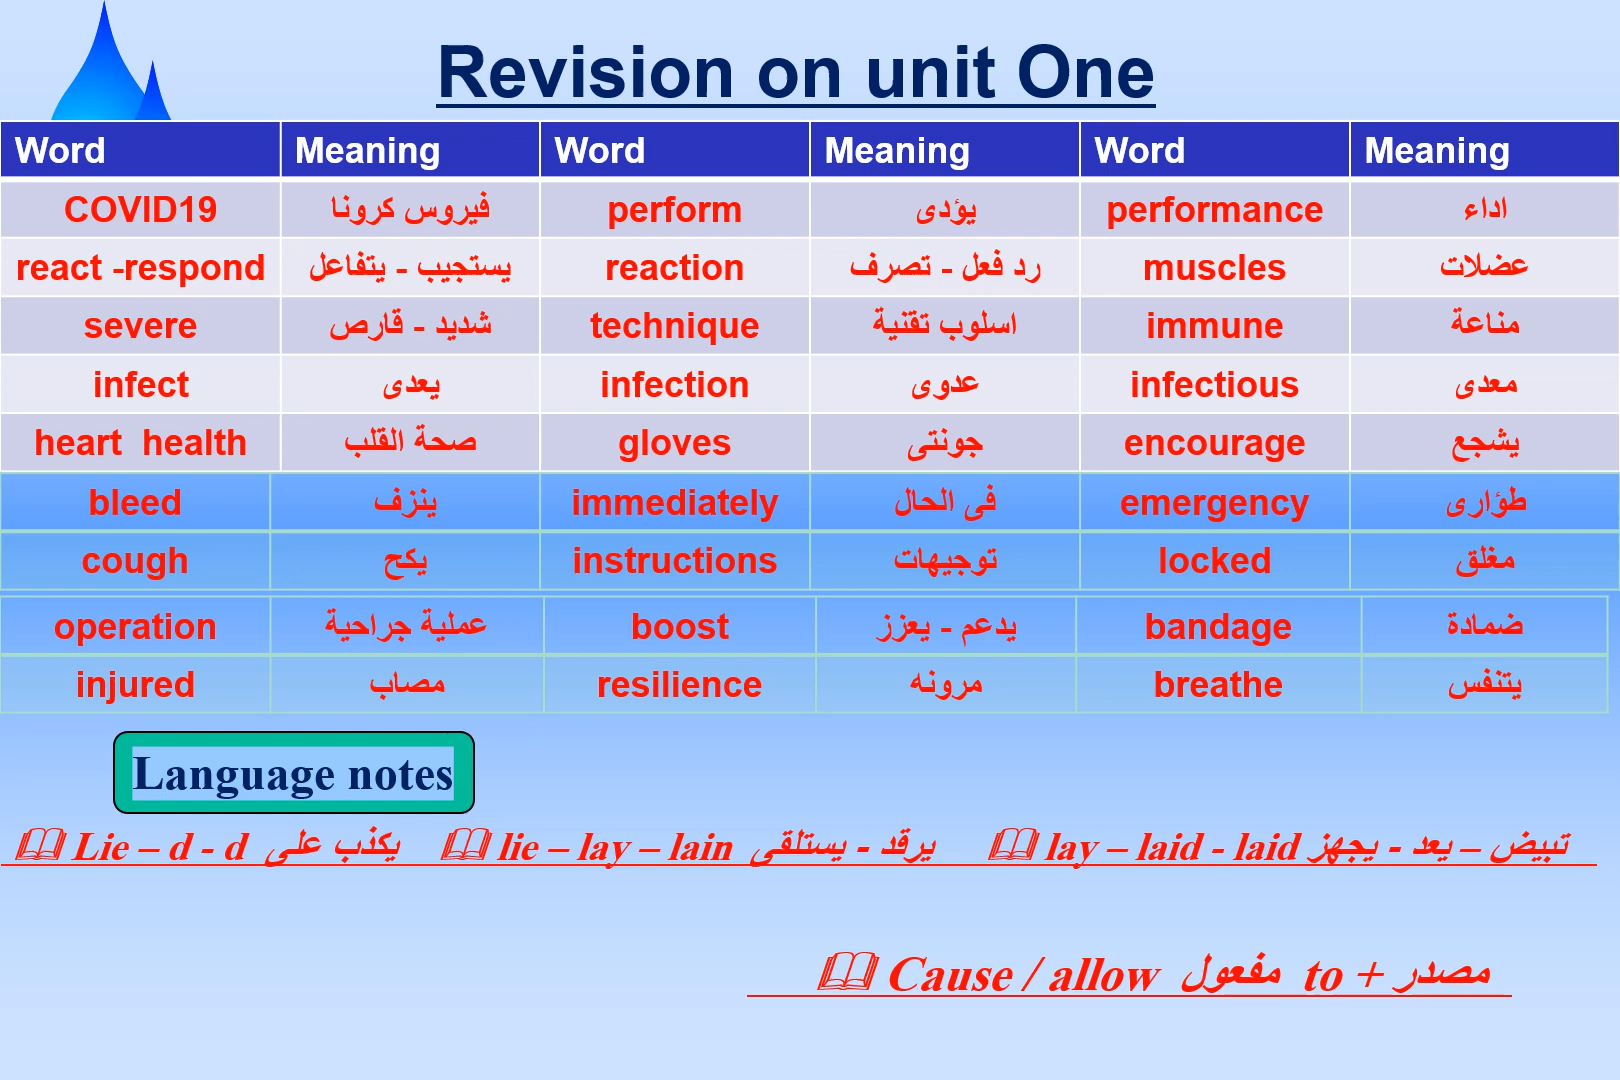 Revision on unit One
Word Meaning Word Meaning Word Meaning
COVID19 فيروس كرونا perform يؤدى performance اداء
react -respond يستجيب - يتفاعل reaction رد فعل - تصرف muscles عضلات
severe شديد - قارص technique اسلوب تقنية immune مناعة
infect يعدى infection عدوى infectious معدى
heart health صحة القلب gloves جونتى encourage يشجع
bleed ينزف immediately فى الحال emergency طؤارى
cough يكح instructions توجيهات locked مغلق
operation عملية جراحية boost يدعم - يعزز bandage ضمادة
injured مصاب resilience مرونه breathe يتنفس
Language notes
Lie – d - d يكذب على lie – lay – lain يرقد - يستلقى lay – laid - laid تبيض – يعد - يجهز
Cause / allow مفعول to + مصدر